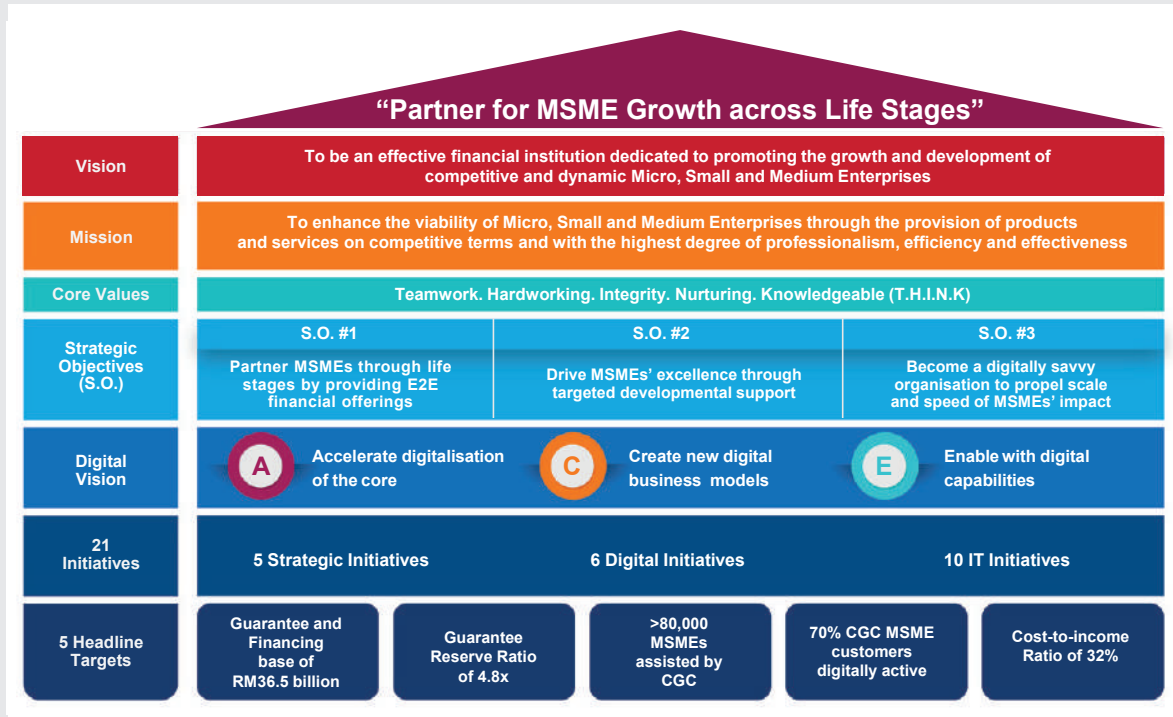 “Partner for MSME Growth across Life Stages”
Vision
To be an effective financial institution dedicated to promoting the growth and development of
competitive and dynamic Micro, Small and Medium Enterprises
Mission
To enhance the viability of Micro, Small and Medium Enterprises through the provision of products
and services on competitive terms and with the highest degree of professionalism, efficiency and effectiveness
Core Values
Teamwork. Hardworking. Integrity. Nurturing. Knowledgeable (T.H.I.N.K)
Strategic
Objectives
(S.O.)
S.O. #1
Partner MSMEs through life
stages by providing E2E
financial offerings
S.O. #2
Drive MSMEs’ excellence through
targeted developmental support
S.O. #3
Become a digitally savvy
organisation to propel scale
and speed of MSMEs’ impact
Digital
Vision
A
Accelerate digitalisation
of the core
C
Create new digital
business models
E
Enable with digital
capabilities
21
Initiatives
5 Strategic Initiatives
6 Digital Initiatives
10 IT Initiatives
5 Headline
Targets
Guarantee and
Financing
base of
RM36.5 billion
Guarantee
Reserve Ratio
of 4.8x
>80,000
MSMEs
assisted by
CGC
70% CGC MSME
customers
digitally active
Cost-to-income
Ratio of 32%